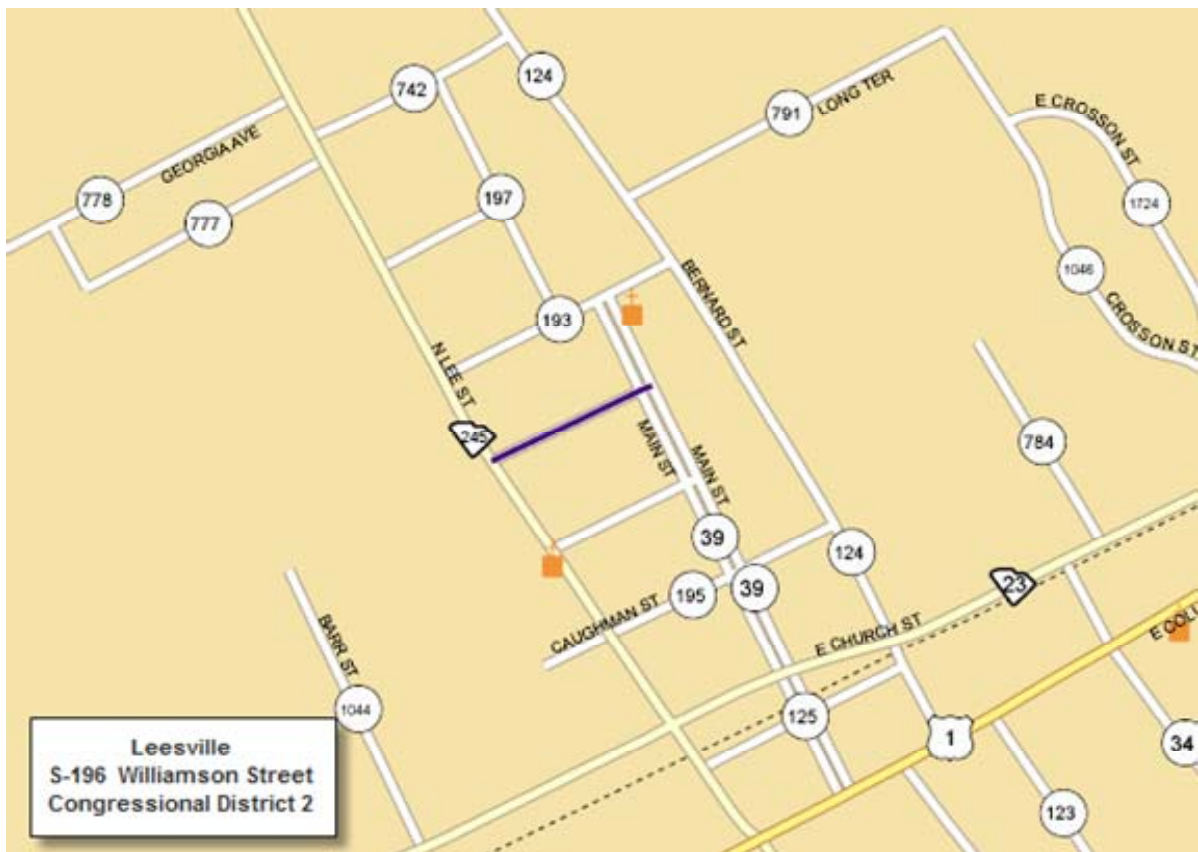 124
742
791
LONG TER
E CROSSON ST
GEORGIA AVE
778
777
197
1724
1046
CROSSON ST
BERNARD ST
193
N LEE ST
245
MAIN ST
MAIN ST
784
39
39
124
195
CAUGHMAN ST
E CHURCH ST
23
E COL
BARR ST
1044
125
1
34
123
Leesville
S-196 Williamson Street
Congressional District 2